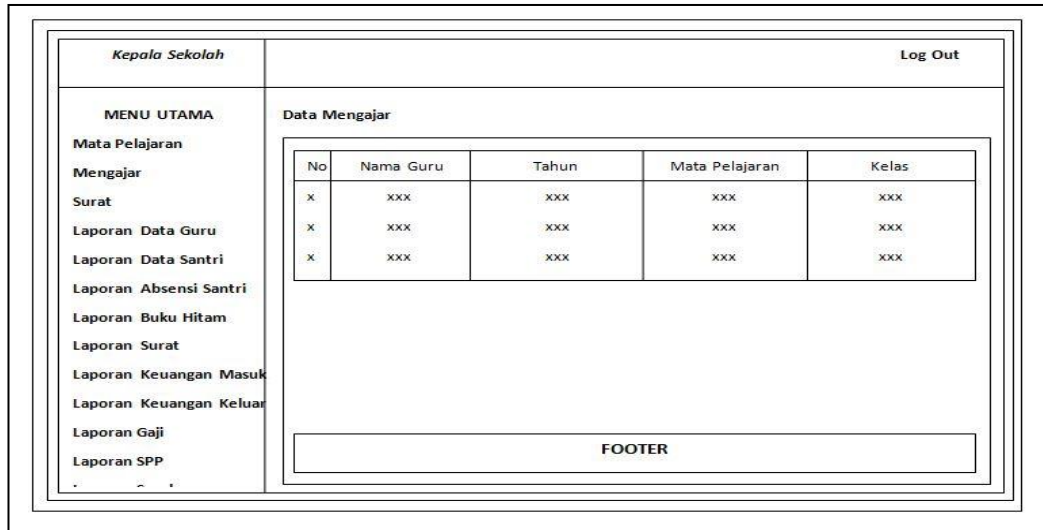 Kepala Sekolah
Log Out
MENU UTAMA
Mata Pelajaran
Mengajar
Surat
Laporan Data Guru
Laporan Data Santri
Laporan Absensi Santri
Laporan Buku Hitam
Laporan Surat
Laporan Keuangan Masuk
Laporan Keuangan Keluar
Laporan Gaji
Laporan SPP
Data Mengajar
No Nama Guru Tahun Mata Pelajaran Kelas
x xxx xxx xxx xxx
x xxx xxx xxx xxx
x xxx xxx xxx xxx
FOOTER